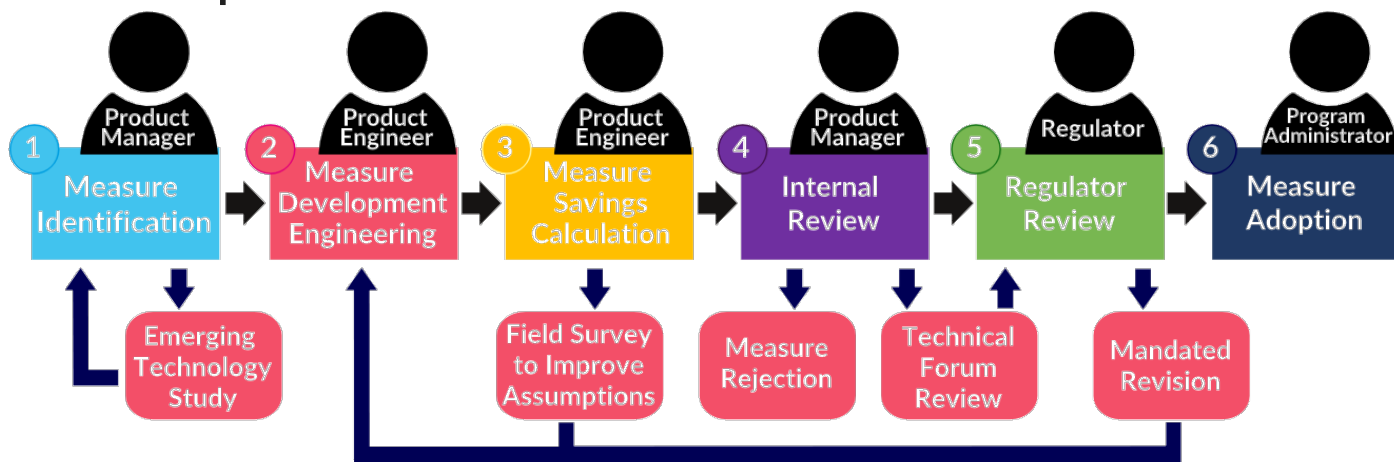 Product
Manager
1
Measure
Identification
Product
Engineer
2
Measure
Development
Engineering
Product
Engineer
3
Measure
Savings
Calculation
Product
Manager
4
Internal
Review
Regulator
5
Regulator
Review
Program
Administrator
6
Measure
Adoption
Emerging
Technology
Study
Field Survey
to Improve
Assumptions
Measure
Rejection
Technical
Forum
Review
Mandated
Revision